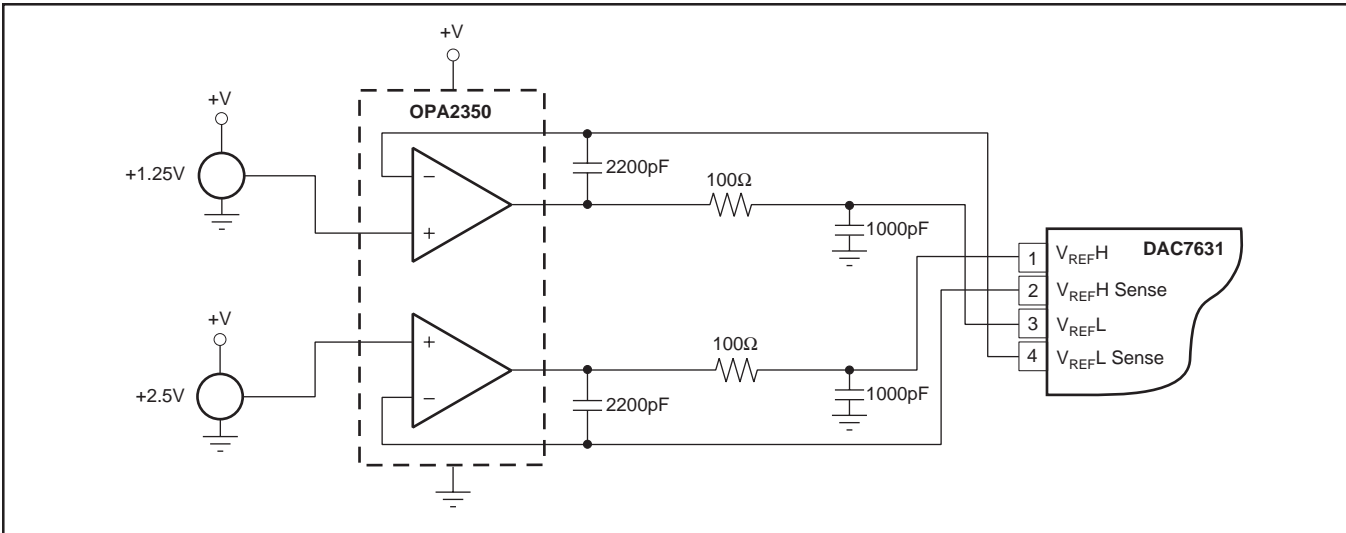 +V
+V
OPA2350
+1.25V
−
+
2200pF
100Ω
1000pF
DAC7631
1 VREFH
2 VREFH Sense
3 VREFL
4 VREFL Sense
+V
+2.5V
+
−
2200pF
100Ω
1000pF